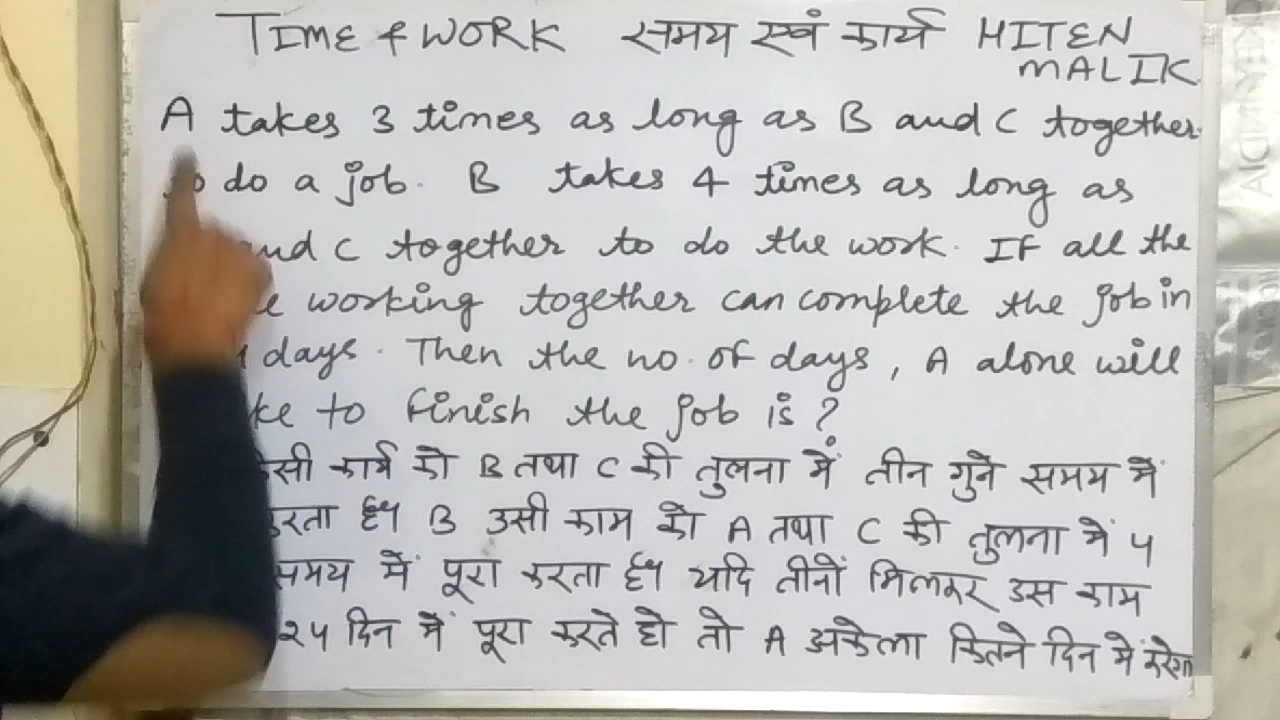 TIME & WORK समय एवं कार्य HITEN
MALIK
A takes 3 times as long as B and C together
to do a job. B takes 4 times as long as
and C together to do the work. If all the
working together can complete the job in
days. Then the no. of days, A alone will
to finish the job is?
कार्य को B तथा C की तुलना में तीन गुने समय में
B उसी काम को A तथा C की तुलना में 4
समय में पूरा करता है। यदि तीनों मिलकर उस काम
24 दिन में पूरा करते हो तो A अकेला कितने दिन में करेगा